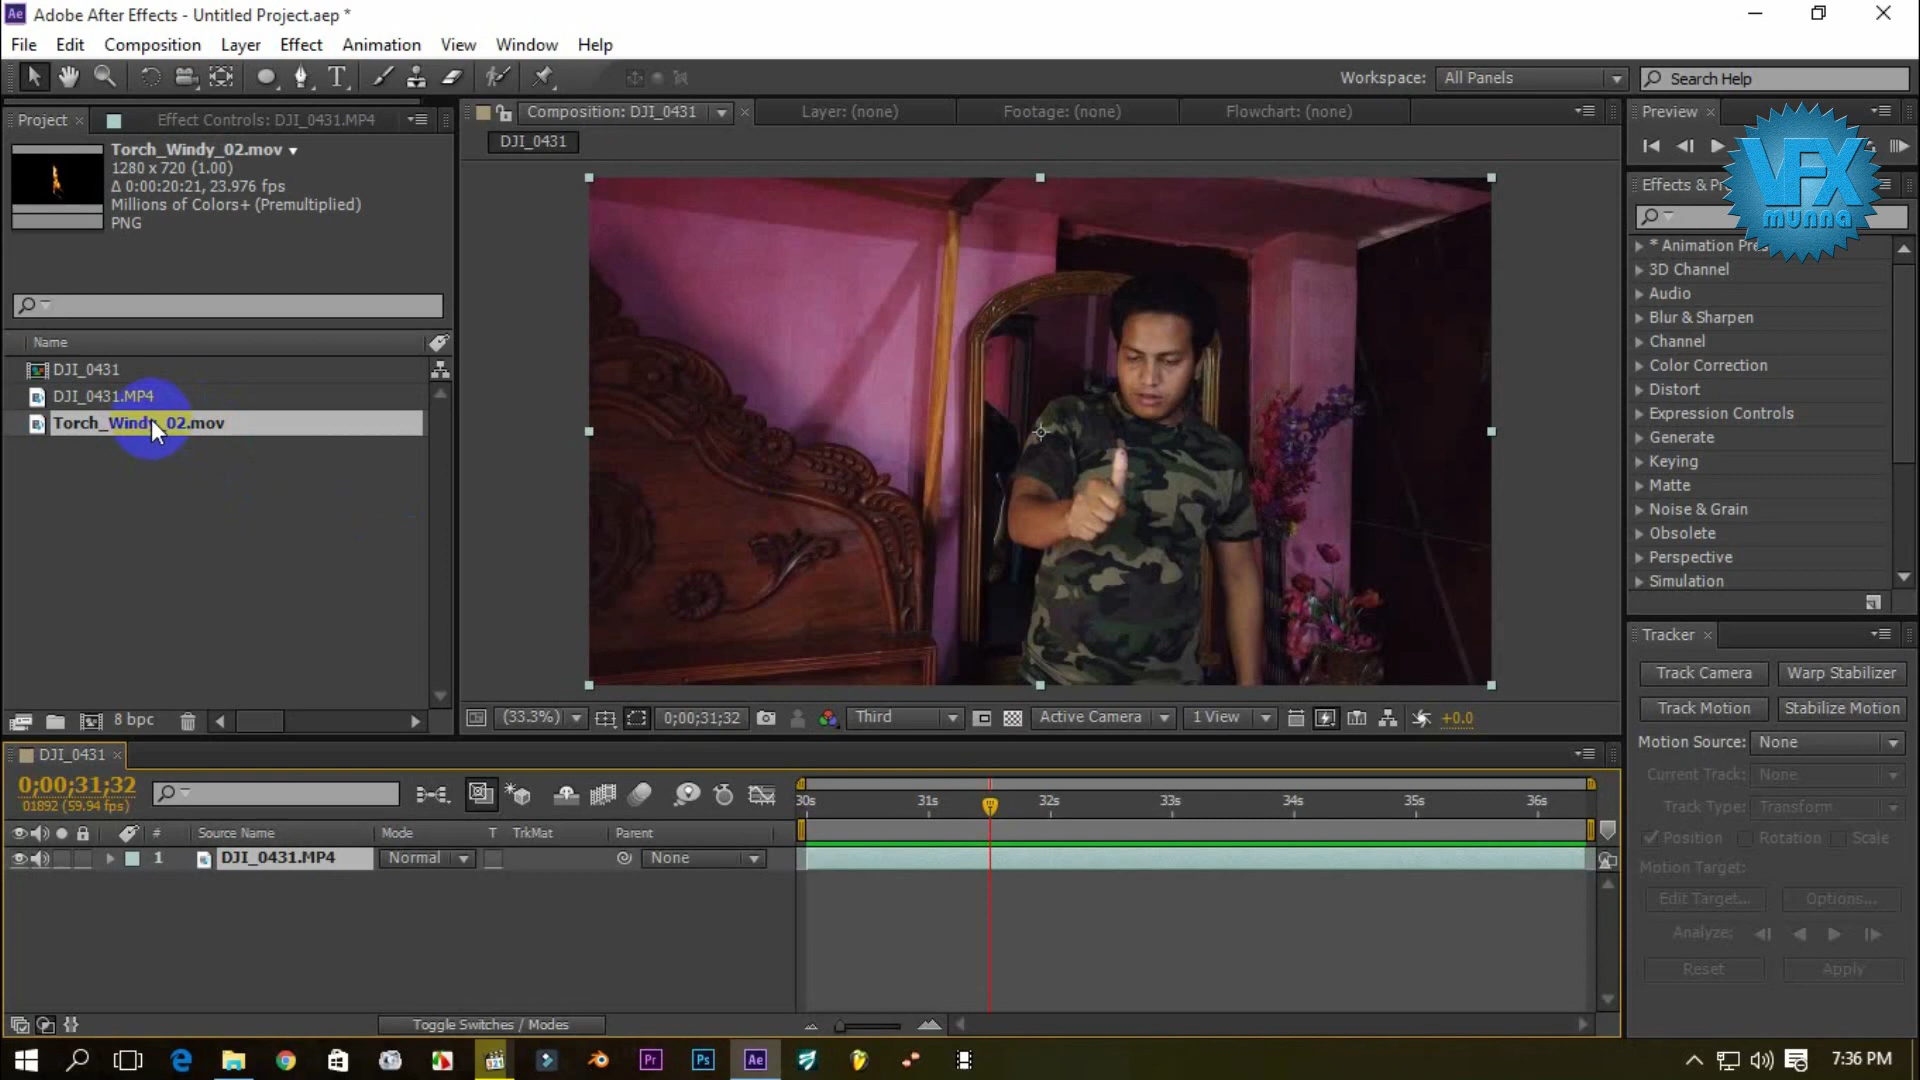 Adobe After Effects - Untitled Project.aep *
File Edit Composition Layer Effect Animation View Window Help
Workspace: All Panels Search Help
Project Effect Controls: DJI_0431.MP4
Composition: DJI_0431 Layer: (none) Footage: (none) Flowchart: (none)
Preview
DJI_0431
Torch_Windy_02.mov
1280 x 720 (1.00)
Δ 0:00:20:21, 23.976 fps
Millions of Colors+ (Premultiplied)
PNG
VFX
munna
Effects & Pr
* Animation Pres
3D Channel
Audio
Blur & Sharpen
Channel
Color Correction
Distort
Expression Controls
Generate
Keying
Matte
Noise & Grain
Obsolete
Perspective
Simulation
Name
DJI_0431
DJI_0431.MP4
Torch_Windy_02.mov
8 bpc
(33.3%) 0;00;31;32 Third Active Camera 1 View +0.0
Tracker
Track Camera Warp Stabilizer
Track Motion Stabilize Motion
Motion Source: None
Current Track: None
Track Type: Transform
Position Rotation Scale
Motion Target:
Edit Target... Options...
Analyze:
Reset Apply
DJI_0431
0;00;31;32
01892 (59.94 fps)
30s 31s 32s 33s 34s 35s 36s
# Source Name Mode T TrkMat Parent
1 DJI_0431.MP4 Normal None
Toggle Switches / Modes
Pr Ps Ae
7:36 PM